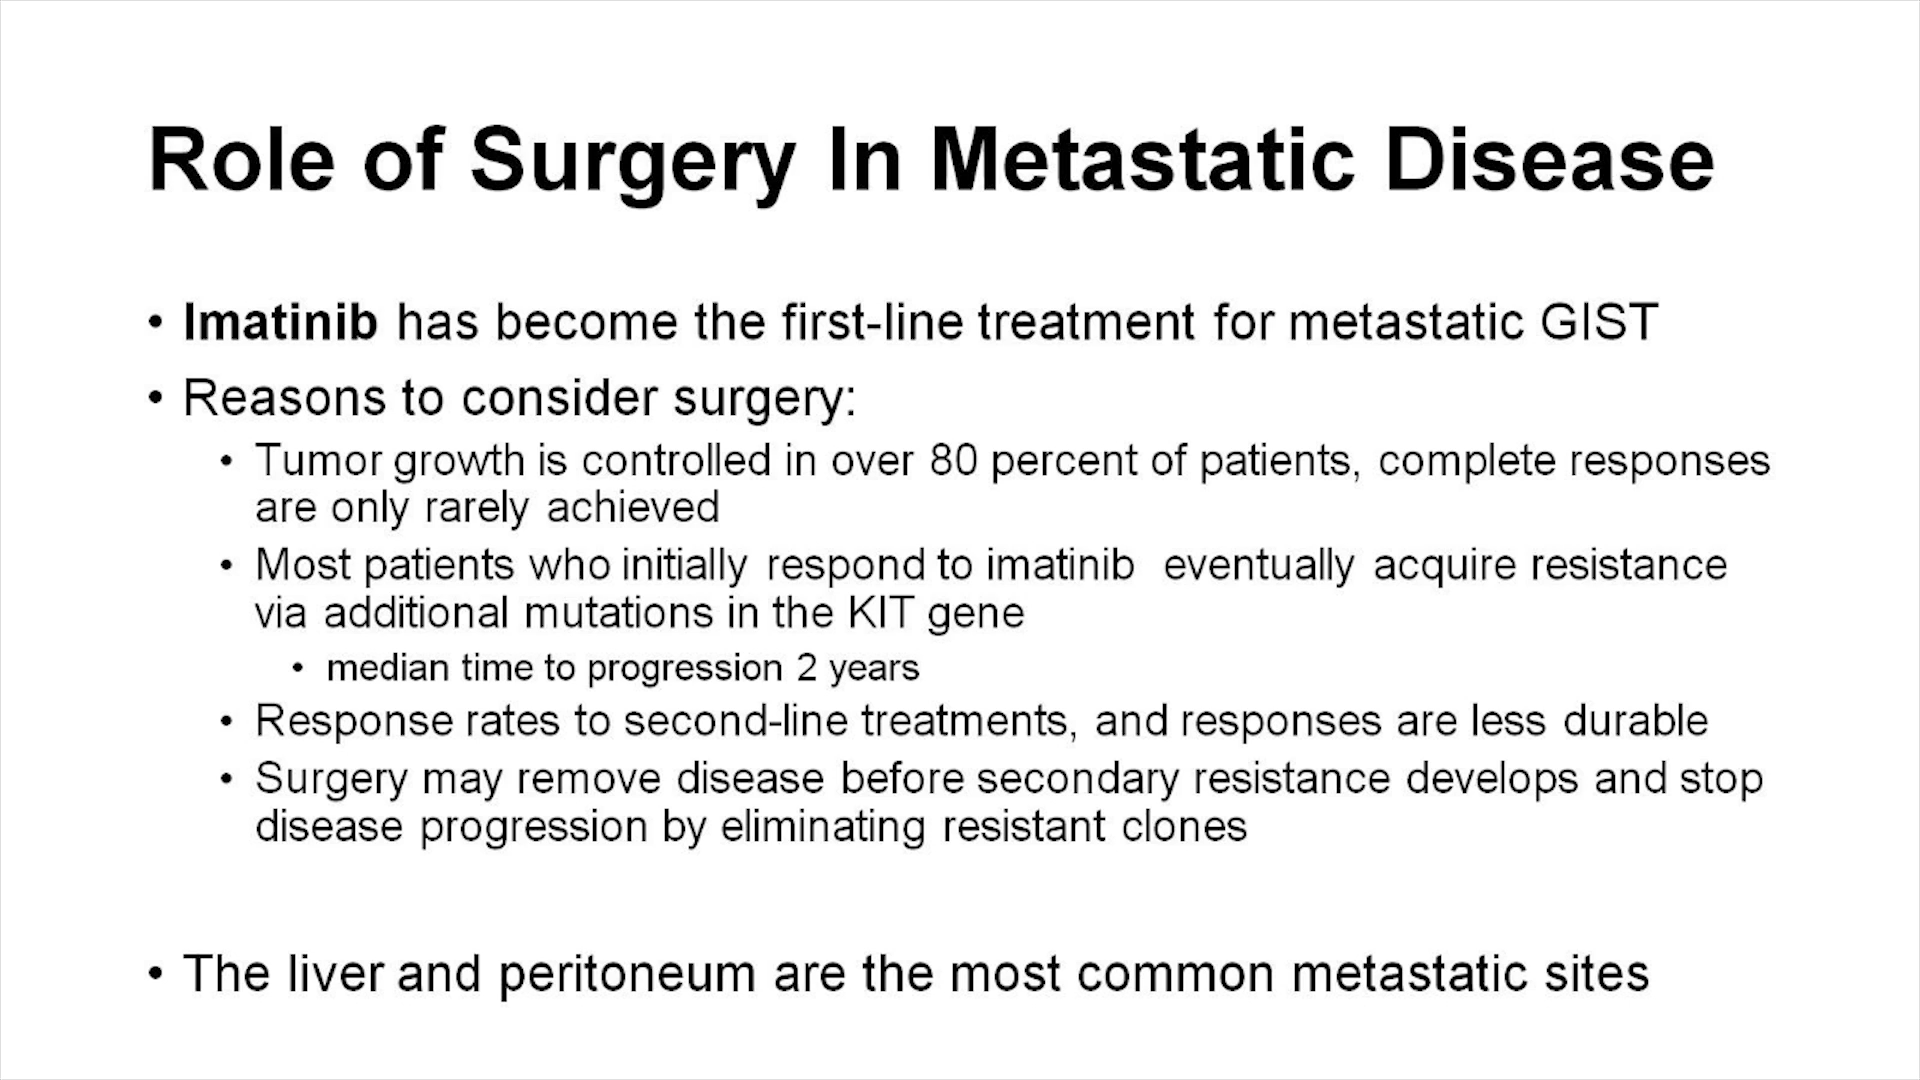 Role of Surgery In Metastatic Disease
• Imatinib has become the first-line treatment for metastatic GIST
• Reasons to consider surgery:
• Tumor growth is controlled in over 80 percent of patients, complete responses
are only rarely achieved
• Most patients who initially respond to imatinib eventually acquire resistance
via additional mutations in the KIT gene
• median time to progression 2 years
• Response rates to second-line treatments, and responses are less durable
• Surgery may remove disease before secondary resistance develops and stop
disease progression by eliminating resistant clones
• The liver and peritoneum are the most common metastatic sites